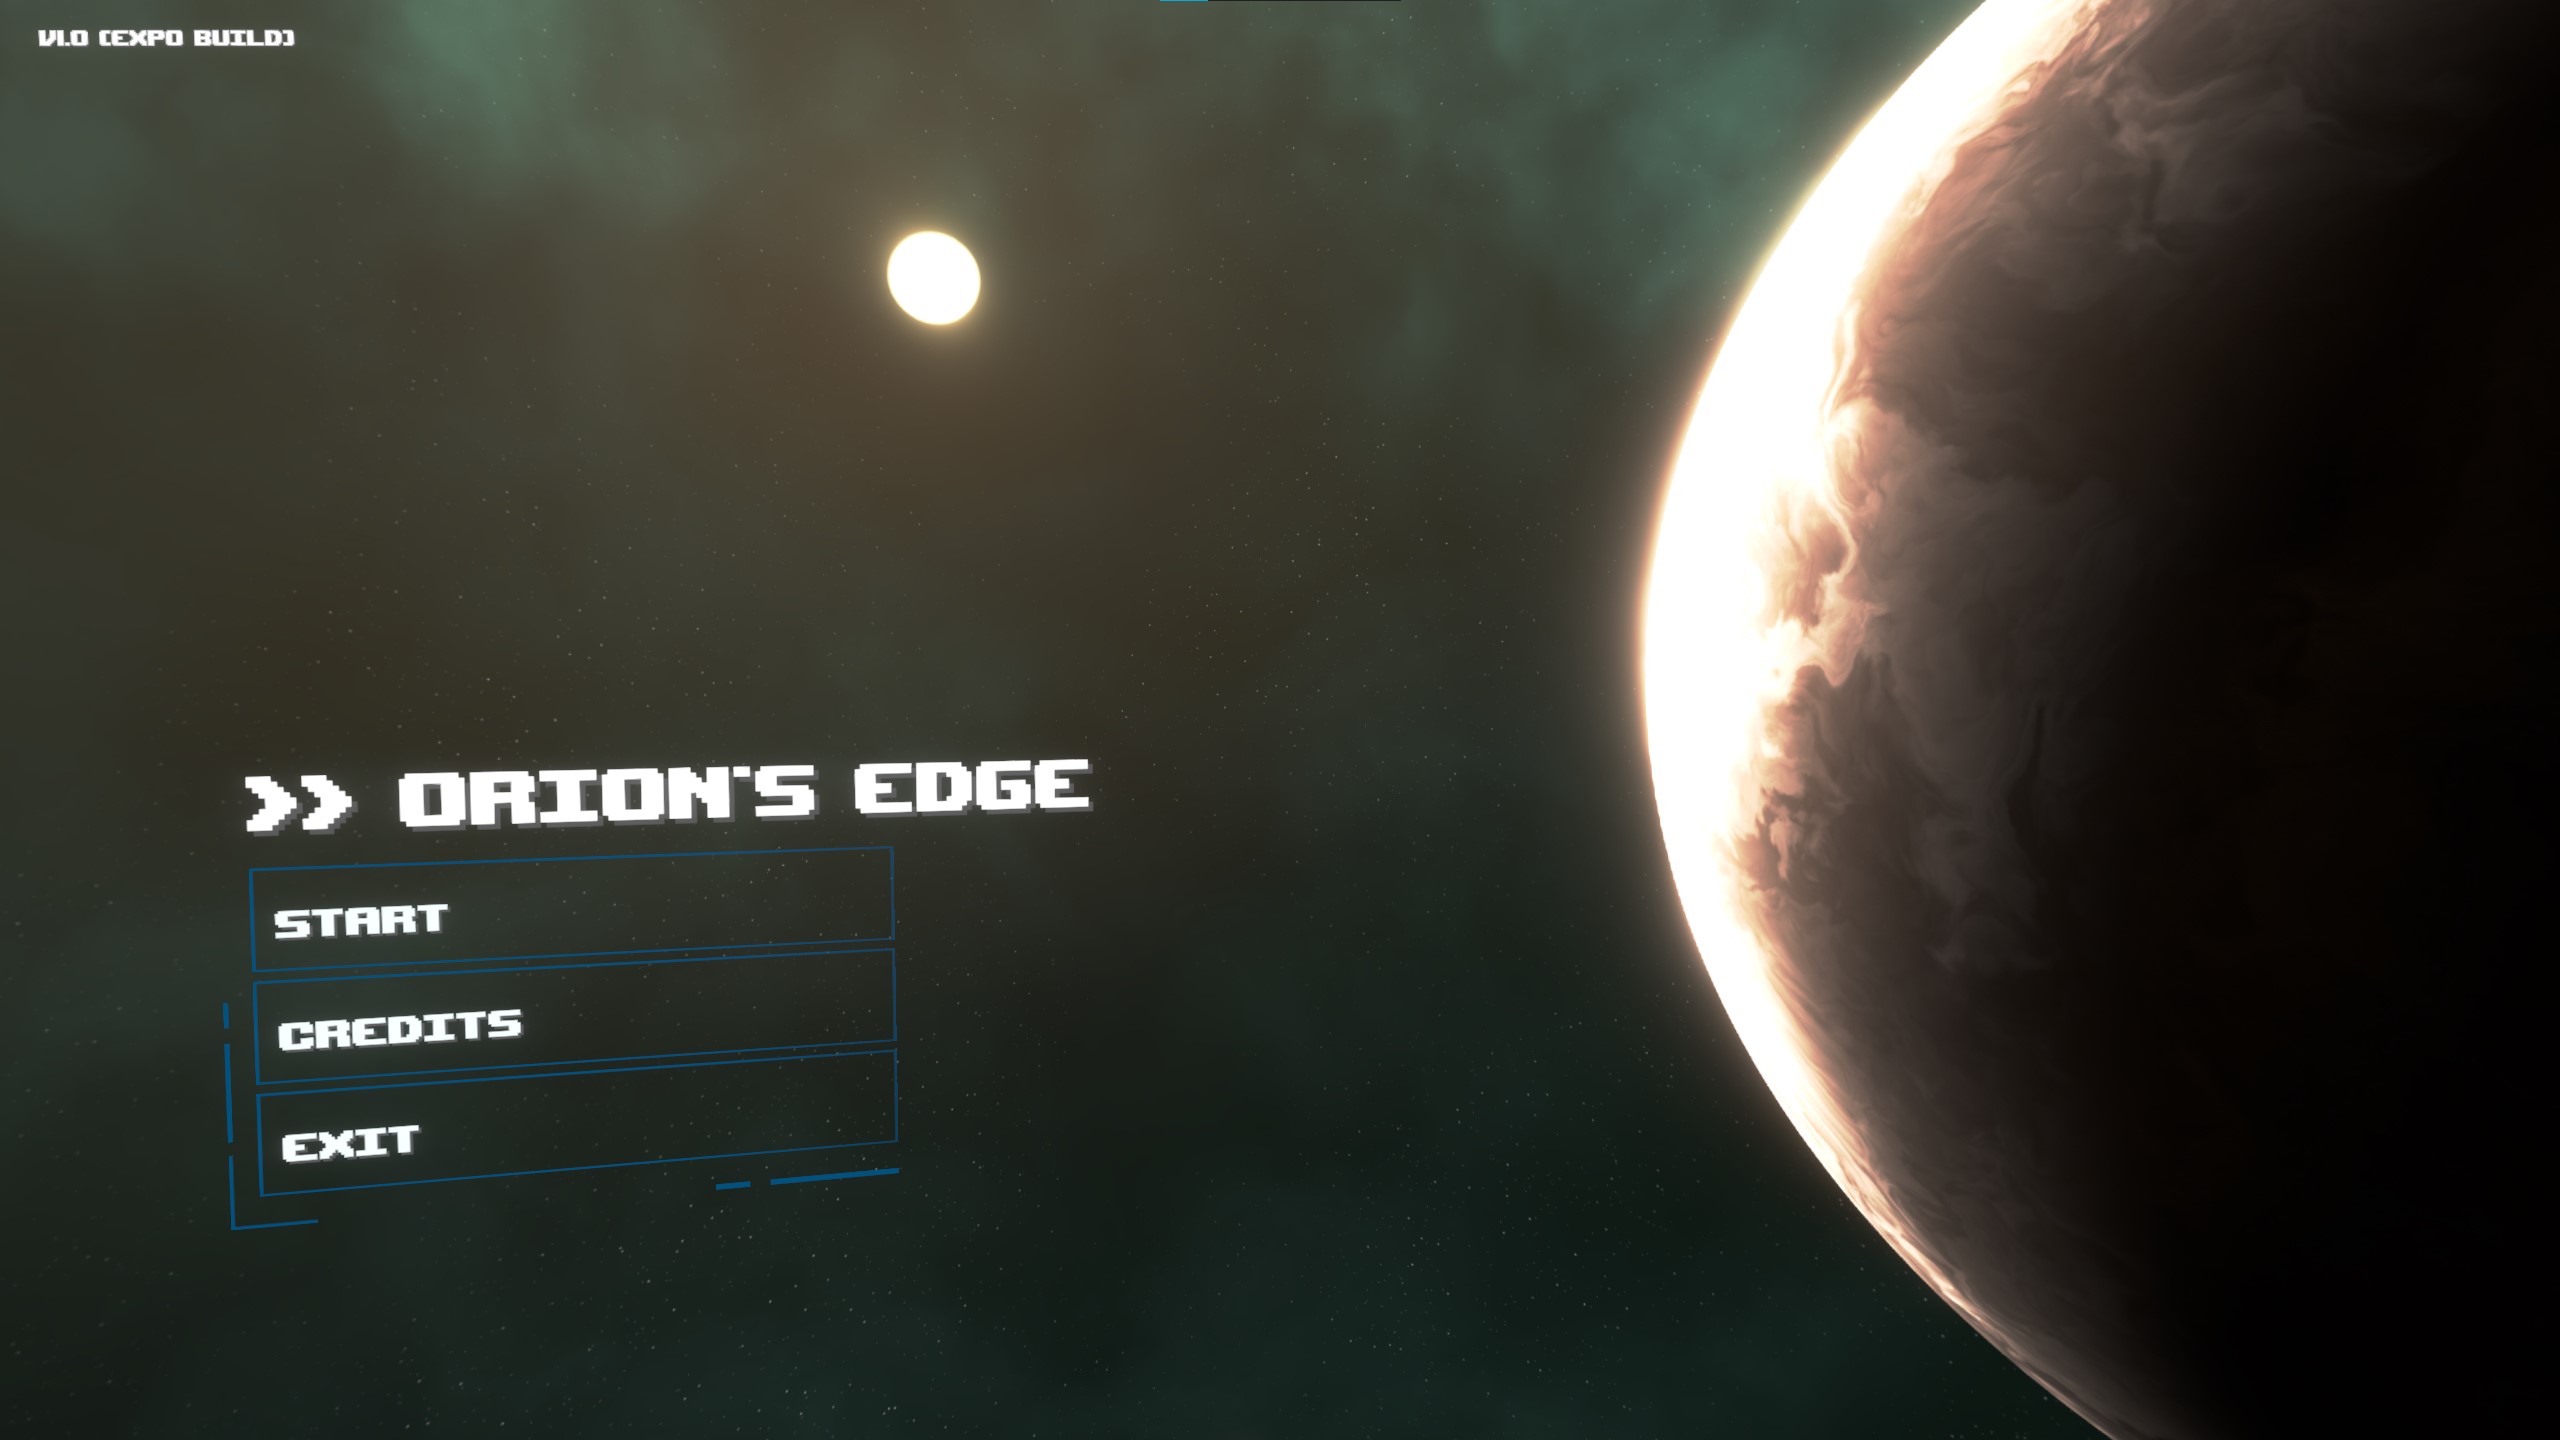 V1.0 [EXPO BUILD]
>> ORION'S EDGE
START
CREDITS
EXIT